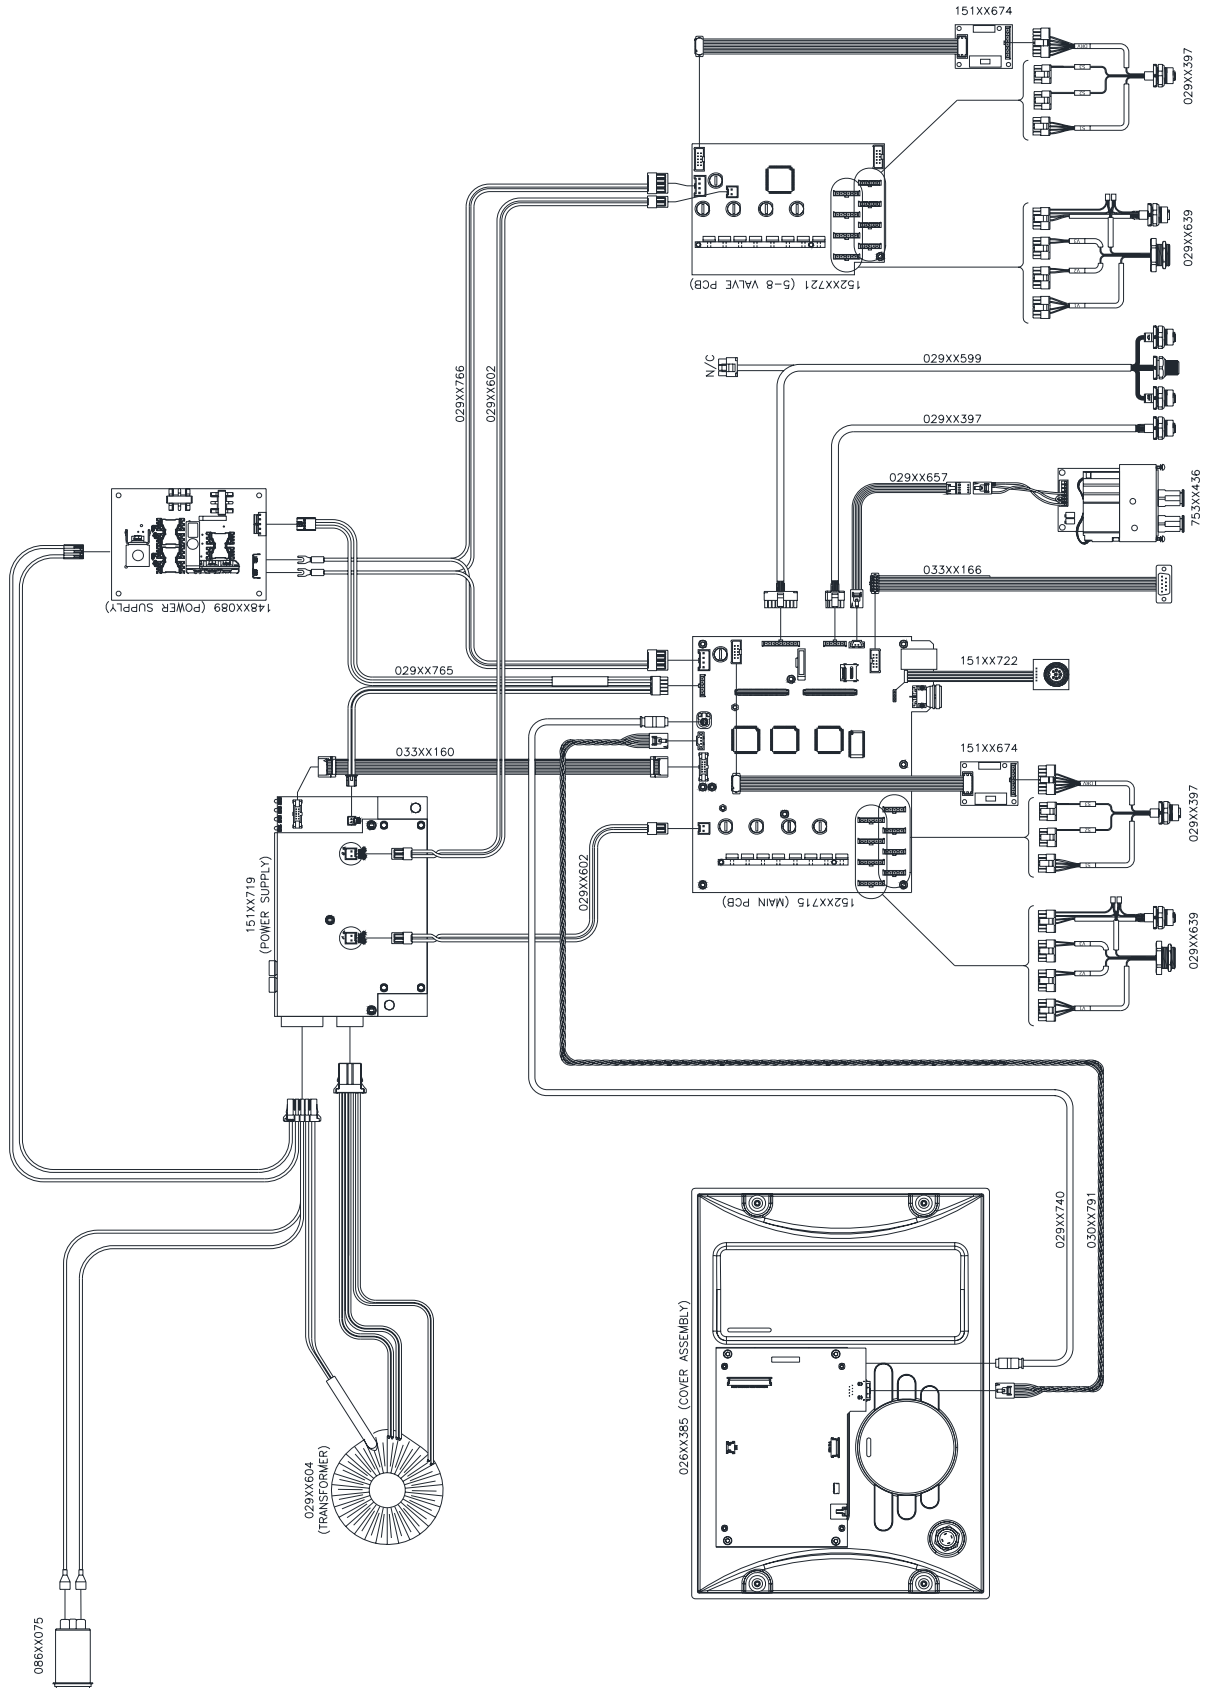 151XX674
029XX397
029XX639
152XX721 (5-8 VALVE PCB)
029XX766
029XX602
N/C
029XX599
029XX397
029XX657
753XX436
148XX089 (POWER SUPPLY)
033XX166
029XX765
151XX722
033XX160
151XX674
029XX397
151XX719
(POWER SUPPLY)
029XX602
152XX715 (MAIN PCB)
029XX639
029XX740
030XX791
026XX385 (COVER ASSEMBLY)
029XX604
(TRANSFORMER)
086XX075